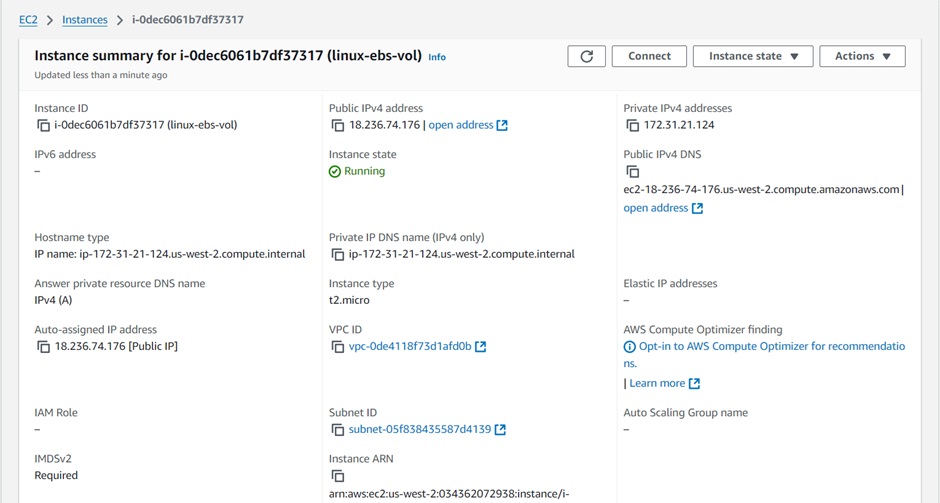 EC2 > Instances > i-0dec6061b7df37317
Instance summary for i-0dec6061b7df37317 (linux-ebs-vol) Info
Updated less than a minute ago
Connect
Instance state
Actions
Instance ID
i-0dec6061b7df37317 (linux-ebs-vol)
Public IPv4 address
18.236.74.176 | open address
Private IPv4 addresses
172.31.21.124
IPv6 address
–
Instance state
Running
Public IPv4 DNS
ec2-18-236-74-176.us-west-2.compute.amazonaws.com |
open address
Hostname type
IP name: ip-172-31-21-124.us-west-2.compute.internal
Private IP DNS name (IPv4 only)
ip-172-31-21-124.us-west-2.compute.internal
Answer private resource DNS name
IPv4 (A)
Instance type
t2.micro
Elastic IP addresses
–
Auto-assigned IP address
18.236.74.176 [Public IP]
VPC ID
vpc-0de4118f73d1afd0b
AWS Compute Optimizer finding
Opt-in to AWS Compute Optimizer for recommendatio
ns.
| Learn more
IAM Role
–
Subnet ID
subnet-05f838435587d4139
Auto Scaling Group name
–
IMDSv2
Required
Instance ARN
arn:aws:ec2:us-west-2:034362072938:instance/i-